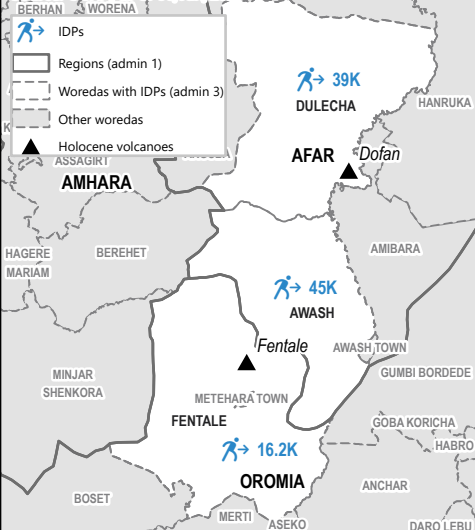 BERHAN
WORENA
IDPs
Regions (admin 1)
Woredas with IDPs (admin 3)
Other woredas
Holocene volcanoes
39K
DULECHA
HANRUKA
ASSAGIRT
AFAR
Dofan
AMHARA
HAGERE
MARIAM
BEREHET
AMIBARA
45K
AWASH
Fentale
AWASH TOWN
GUMBI BORDEDE
MINJAR
SHENKORA
METEHARA TOWN
FENTALE
GOBA KORICHA
HABRO
16.2K
OROMIA
ANCHAR
BOSET
MERTI
ASEKO
DARO LEBU